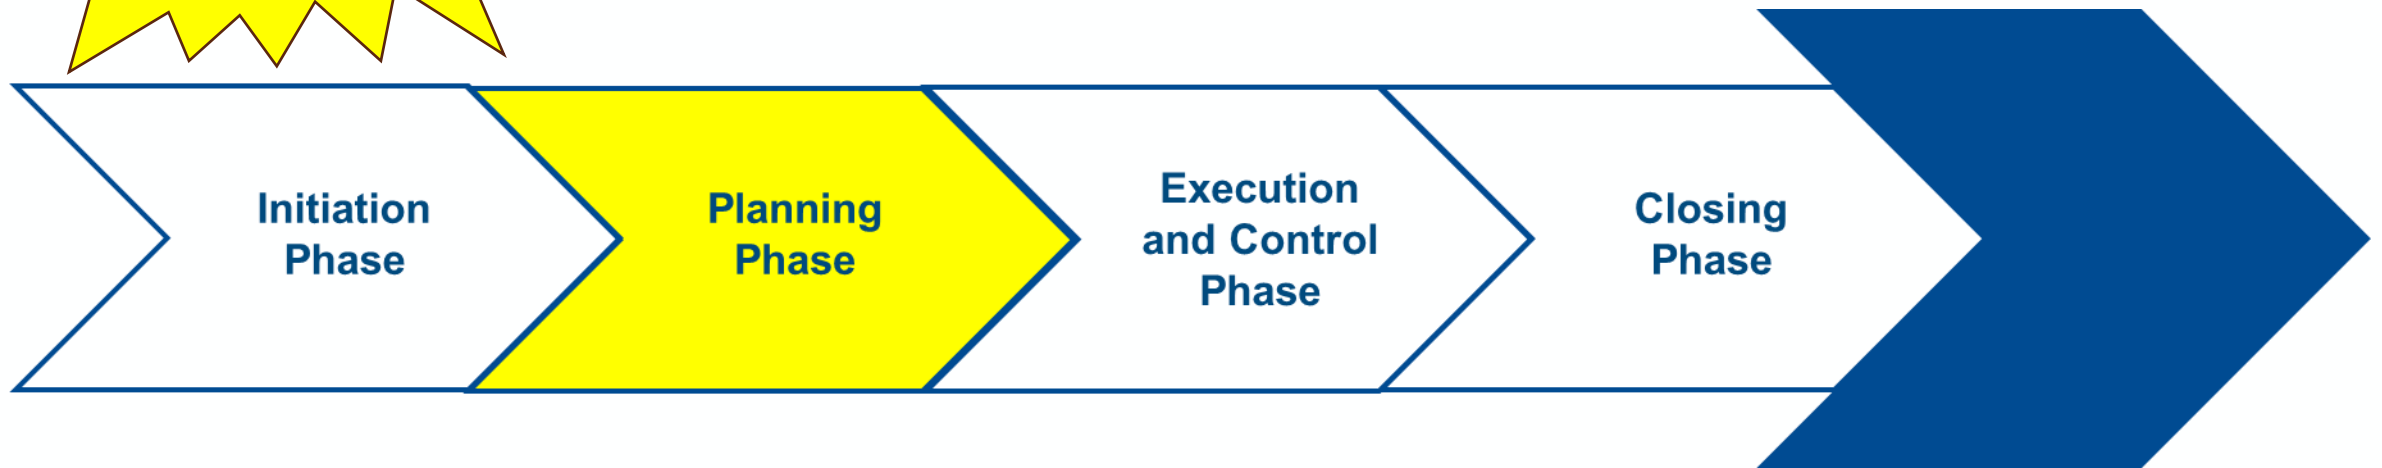 Initiation
Phase
Planning
Phase
Execution
and Control
Phase
Closing
Phase